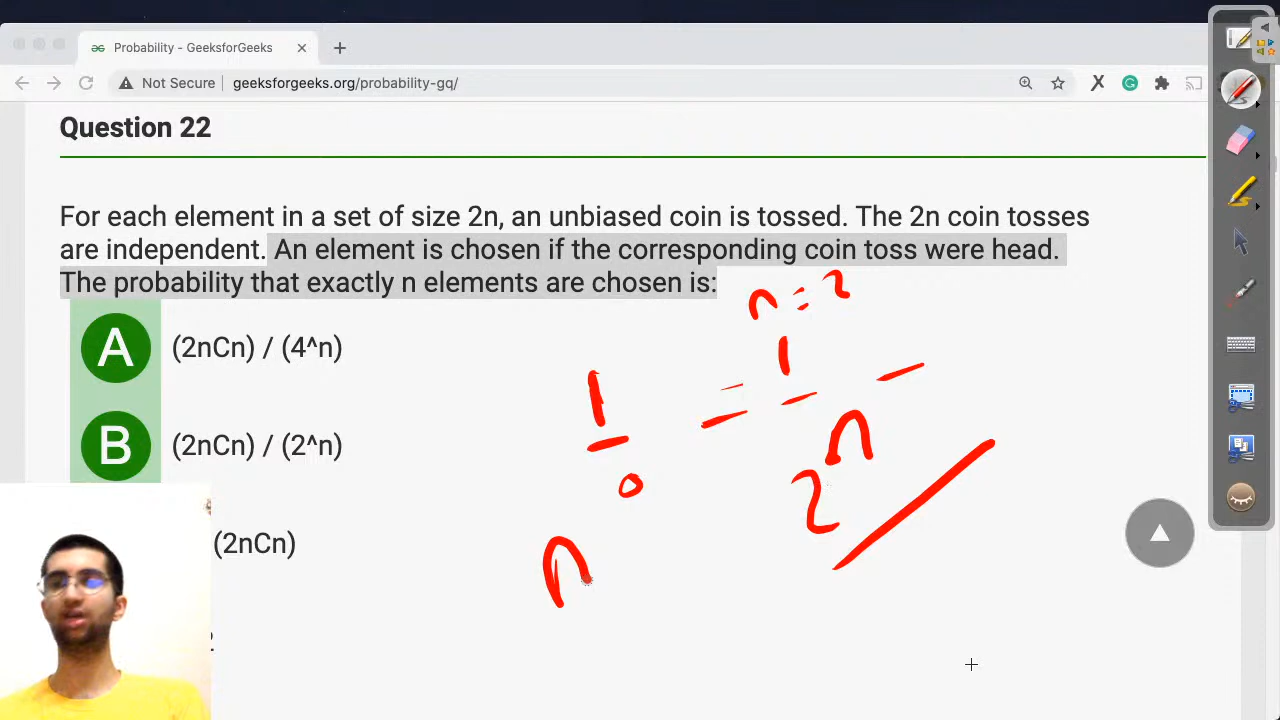 Probability - GeeksforGeeks
Not Secure geeksforgeeks.org/probability-gq/
Question 22
For each element in a set of size 2n, an unbiased coin is tossed. The 2n coin tosses
are independent. An element is chosen if the corresponding coin toss were head.
The probability that exactly n elements are chosen is:
n = 2
A (2nCn) / (4^n)
1 = 1 -
B (2nCn) / (2^n)
n
0
2
(2nCn)
n